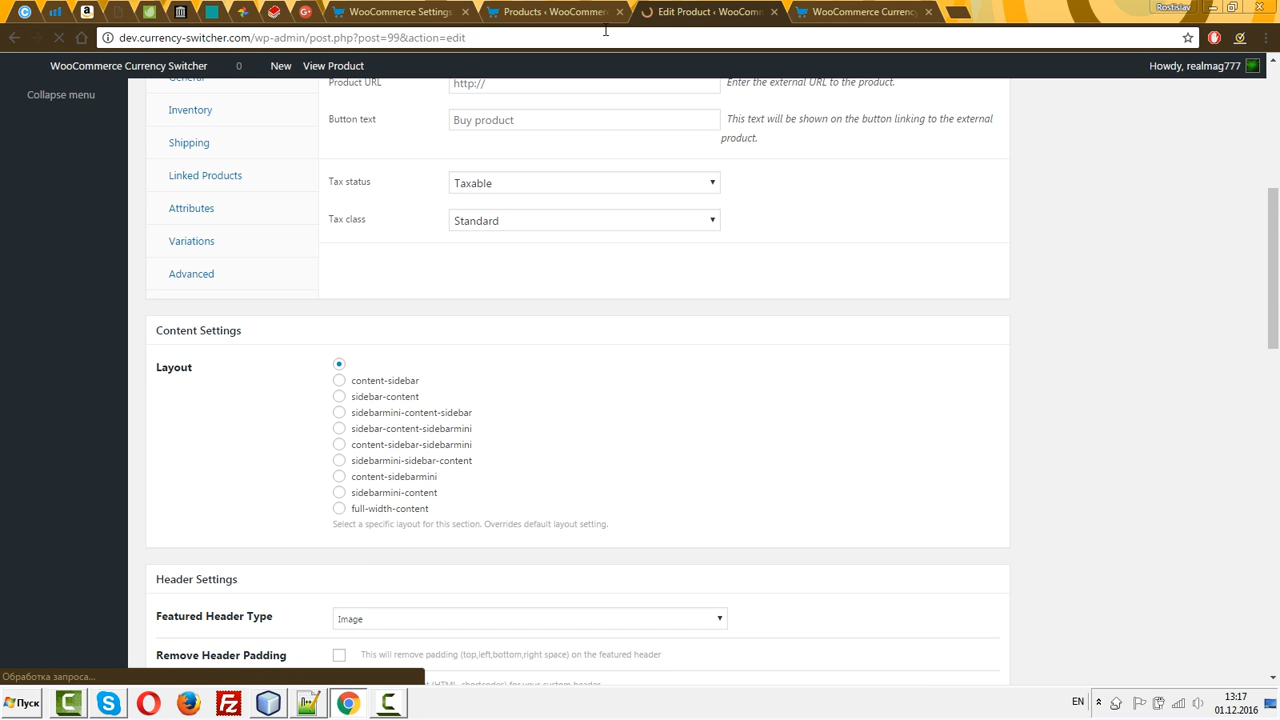 WooCommerce Settings
Products ‹ WooCommer
Edit Product ‹ WooComm
WooCommerce Currency
Rostislav
dev.currency-switcher.com/wp-admin/post.php?post=99&action=edit
WooCommerce Currency Switcher 0 New View Product Howdy, realmag777
Collapse menu
General
Inventory
Shipping
Linked Products
Attributes
Variations
Advanced
Product URL http:// Enter the external URL to the product.
Button text Buy product This text will be shown on the button linking to the external
product.
Tax status Taxable
Tax class Standard
Content Settings
Layout
content-sidebar
sidebar-content
sidebarmini-content-sidebar
sidebar-content-sidebarmini
content-sidebar-sidebarmini
sidebarmini-sidebar-content
content-sidebarmini
sidebarmini-content
full-width-content
Select a specific layout for this section. Overrides default layout setting.
Header Settings
Featured Header Type Image
Remove Header Padding This will remove padding (top,left,bottom,right space) on the featured header
(HTML, shortcodes) for your custom header
Обработка запроса...
Пуск
EN
13:17
01.12.2016